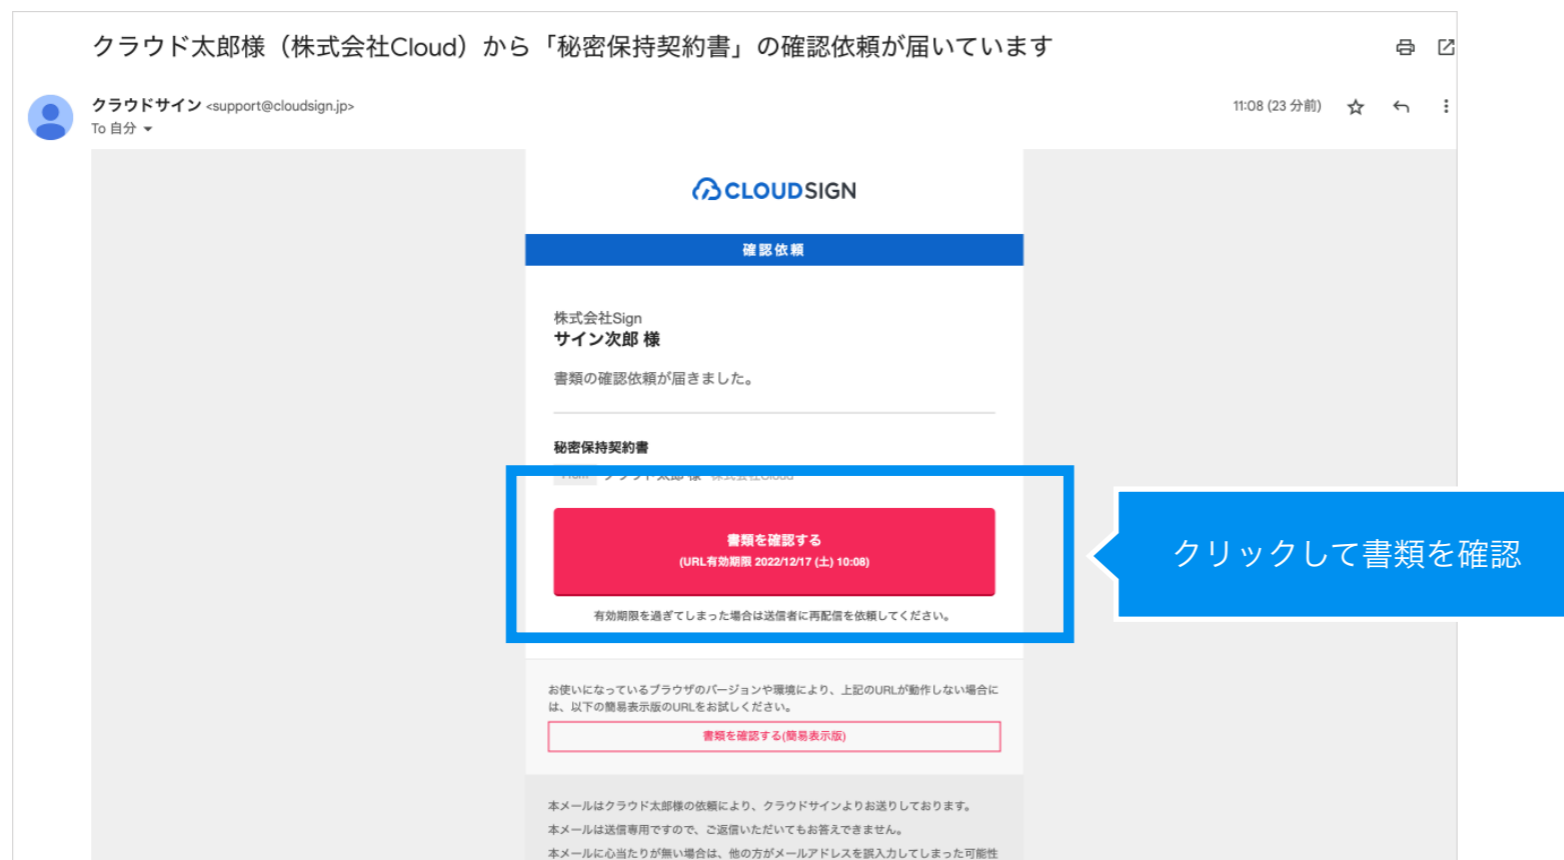 クラウド太郎様（株式会社Cloud）から「秘密保持契約書」の確認依頼が届いています
クラウドサイン <support@cloudsign.jp>
11:08 (23 分前)
To 自分
CLOUDSIGN
確認依頼
株式会社Sign
サイン次郎 様
書類の確認依頼が届きました。
秘密保持契約書
From クラウド太郎 様 株式会社Cloud
書類を確認する
(URL有効期限 2022/12/17 (土) 10:08)
クリックして書類を確認
有効期限を過ぎてしまった場合は送信者に再配信を依頼してください。
お使いになっているブラウザのバージョンや環境により、上記のURLが動作しない場合に
は、以下の簡易表示版のURLをお試しください。
書類を確認する(簡易表示版)
本メールはクラウド太郎様の依頼により、クラウドサインよりお送りしております。
本メールは送信専用ですので、ご返信いただいてもお答えできません。
本メールに心当たりが無い場合は、他の方がメールアドレスを誤入力してしまった可能性